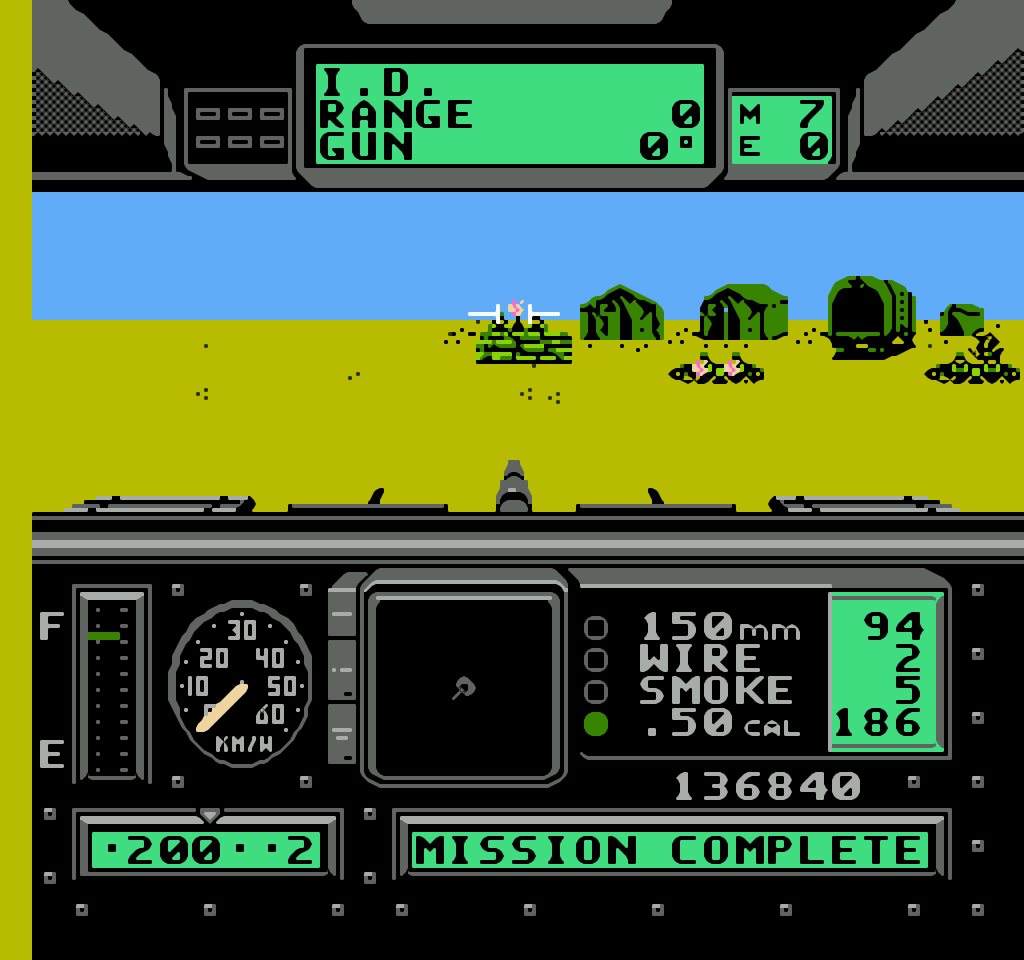 I.D.
RANGE 0
GUN 0°
M 7
E 0
F
E
30
20 40
10 50
0 60
KM/W
150mm 94
WIRE 2
SMOKE 5
.50 CAL 186
136840
·200··2
MISSION COMPLETE